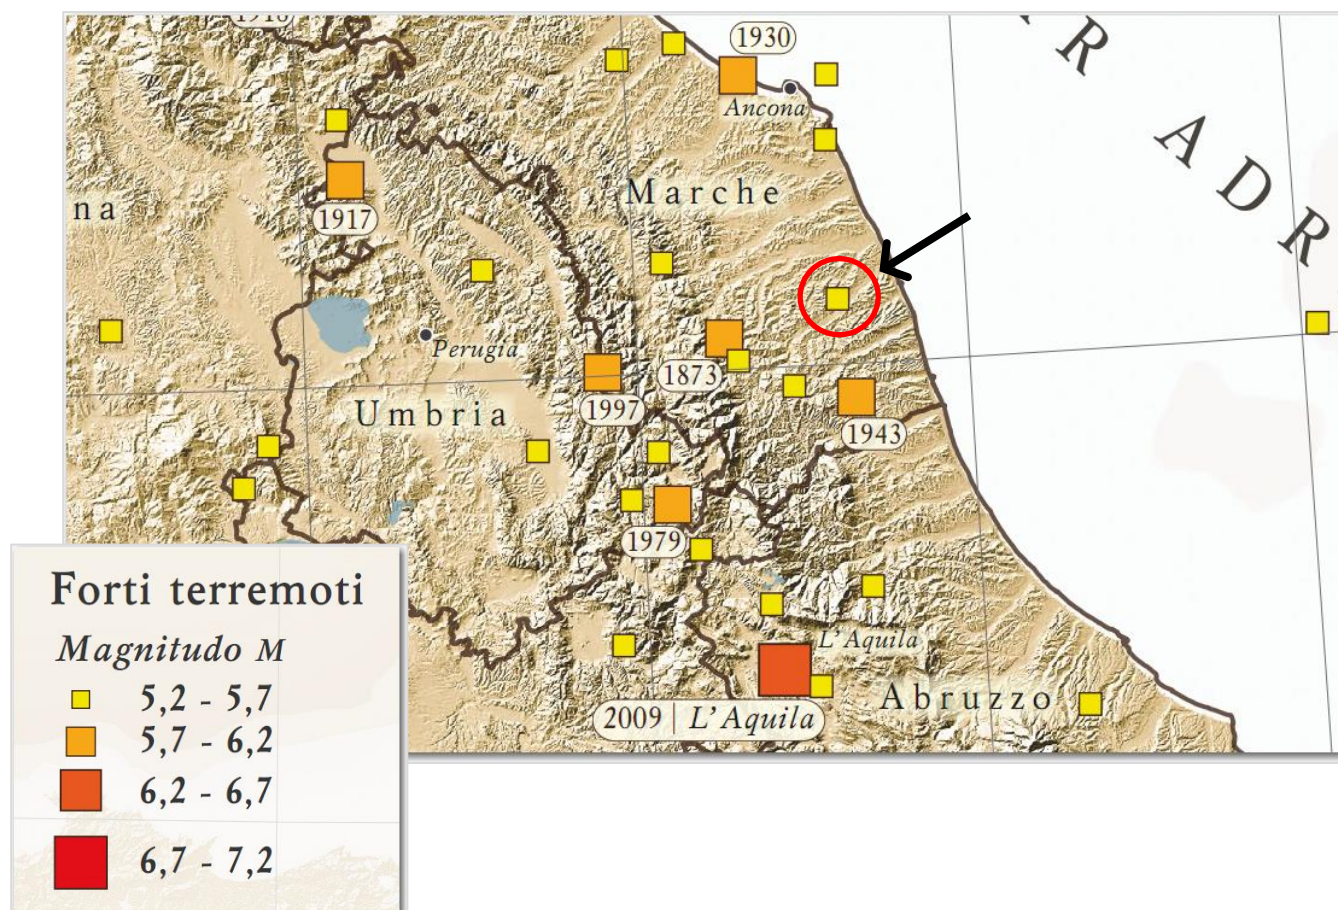 1930
Ancona
Marche
na
1917
Perugia
1873
Umbria
1997
1943
1979
L'Aquila
Abruzzo
2009 | L'Aquila
R
A
D
R
Forti terremoti
Magnitudo M
5,2 - 5,7
5,7 - 6,2
6,2 - 6,7
6,7 - 7,2